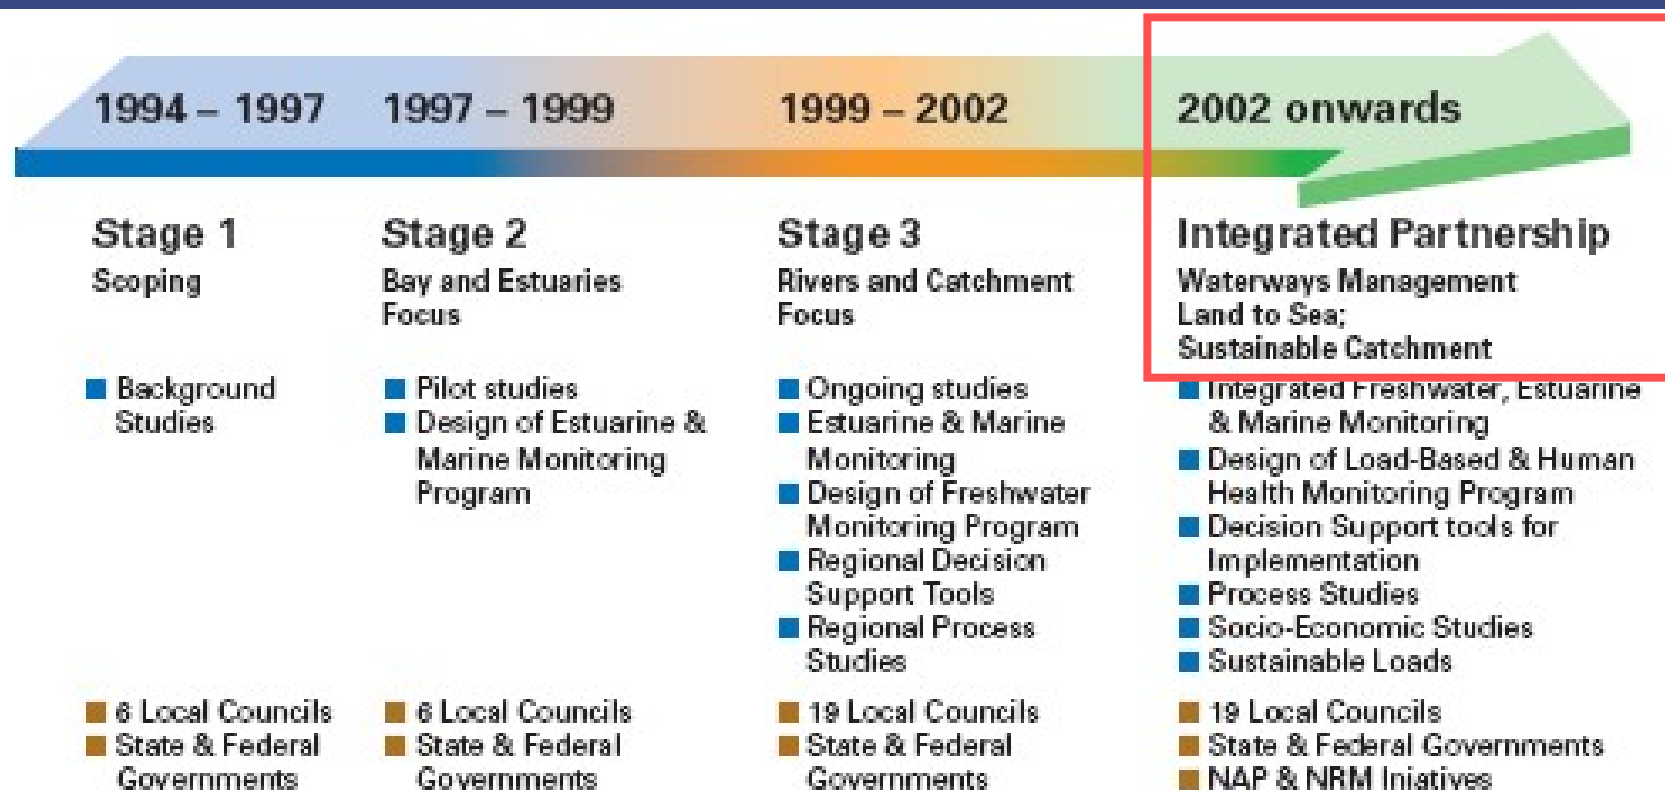 1994 – 1997
1997 – 1999
1999 – 2002
2002 onwards
Stage 1
Scoping
Background
Studies
6 Local Councils
State & Federal
Governments
Stage 2
Bay and Estuaries
Focus
Pilot studies
Design of Estuarine &
Marine Monitoring
Program
6 Local Councils
State & Federal
Governments
Stage 3
Rivers and Catchment
Focus
Ongoing studies
Estuarine & Marine
Monitoring
Design of Freshwater
Monitoring Program
Regional Decision
Support Tools
Regional Process
Studies
19 Local Councils
State & Federal
Governments
Integrated Partnership
Waterways Management
Land to Sea;
Sustainable Catchment
Integrated Freshwater, Estuarine
& Marine Monitoring
Design of Load-Based & Human
Health Monitoring Program
Decision Support tools for
Implementation
Process Studies
Socio-Economic Studies
Sustainable Loads
19 Local Councils
State & Federal Governments
NAP & NRM Iniatives